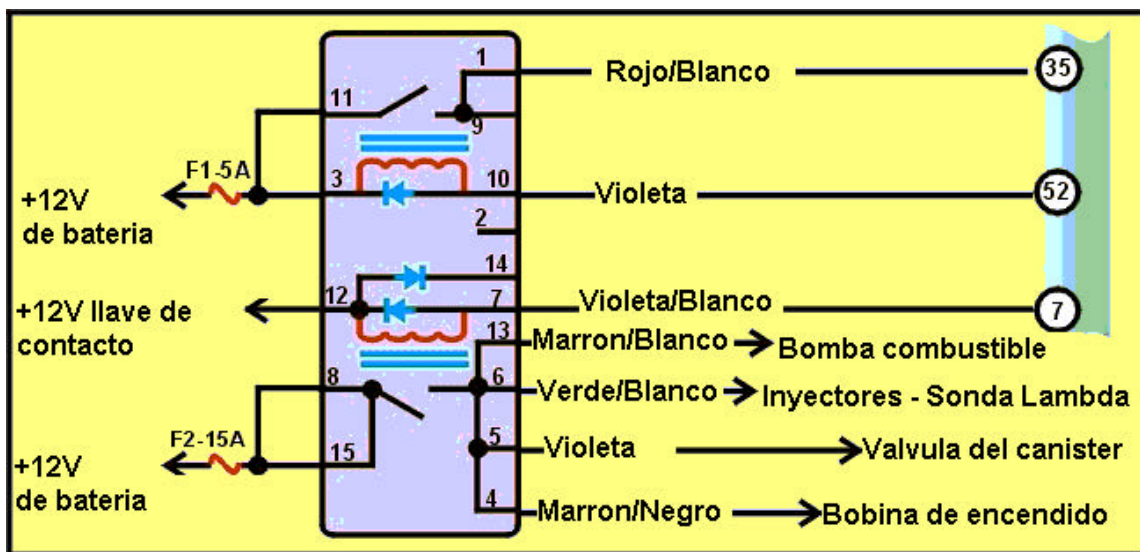 1
Rojo/Blanco
35
11
9
F1-5A
3
10
Violeta
52
+12V
de bateria
2
14
+12V llave de
contacto
12
7
Violeta/Blanco
7
13
Marron/Blanco
Bomba combustible
8
6
Verde/Blanco
Inyectores - Sonda Lambda
F2-15A
15
5
Violeta
Valvula del canister
+12V
de bateria
4
Marron/Negro
Bobina de encendido